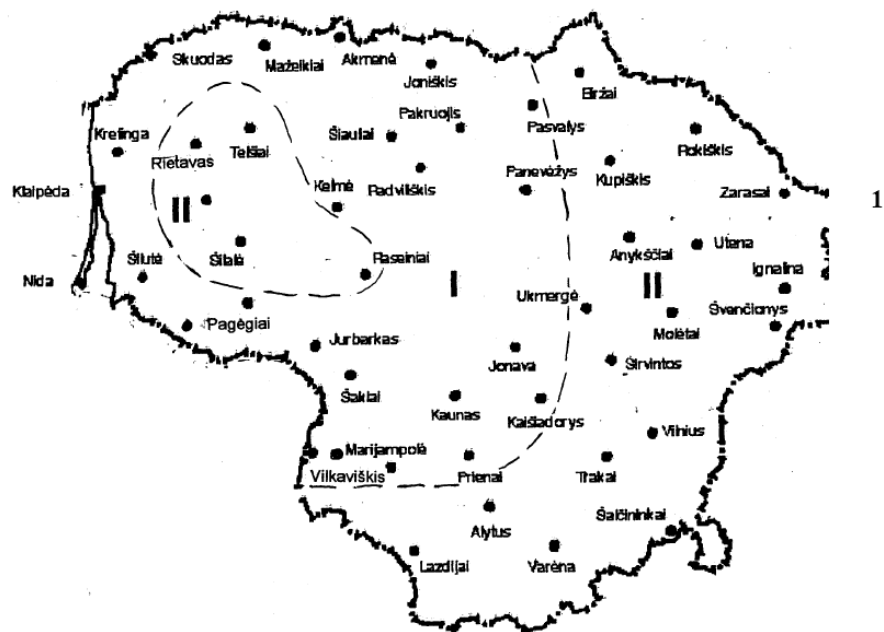 Skuodas
Mažeikiai
Akmenė
Joniškis
Biržai
Pakruojis
Pasvalys
Kretinga
Rietavas
Telšiai
Šiauliai
Rokiškis
Radviliškis
Panevėžys
Kupiškis
Klaipėda
Kelmė
Zarasai
1
II
Šilutė
Šilalė
Raseiniai
Anykščiai
Utena
Ignalina
Nida
I
II
Ukmergė
Švenčionys
Pagėgiai
Molėtai
Jurbarkas
Jonava
Širvintos
Šakiai
Kaunas
Kaišiadorys
Vilnius
Marijampolė
Vilkaviškis
Prienai
Trakai
Alytus
Šalčininkai
Lazdijai
Varėna